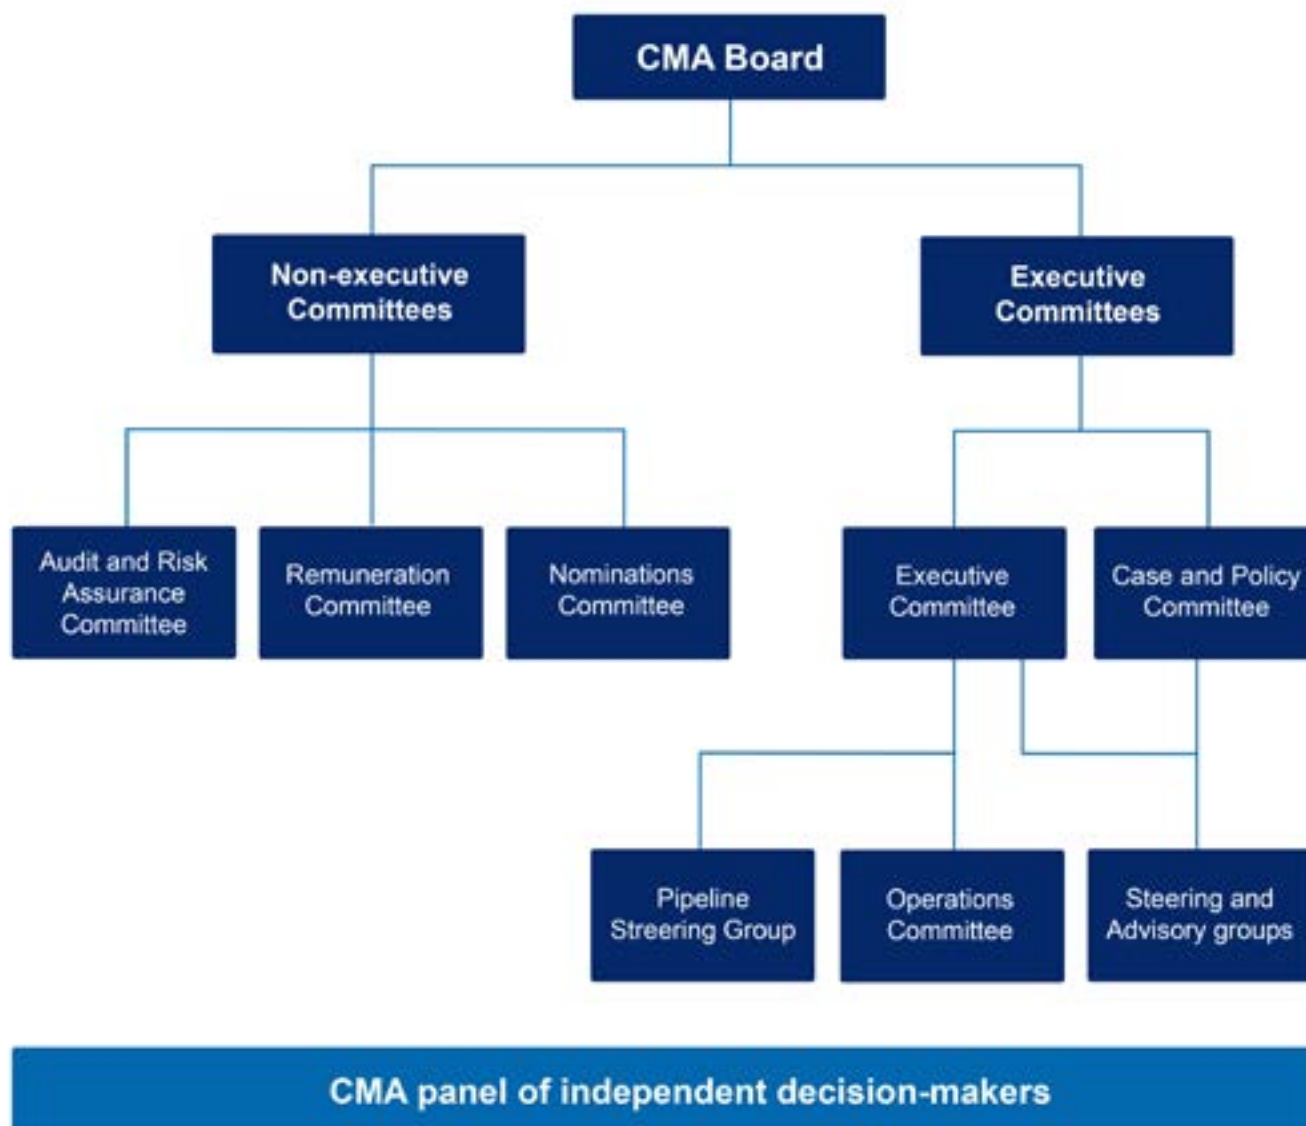 CMA Board
Non-executive
Committees
Executive
Committees
Audit and Risk
Assurance
Committee
Remuneration
Committee
Nominations
Committee
Executive
Committee
Case and Policy
Committee
Pipeline
Streering Group
Operations
Committee
Steering and
Advisory groups
CMA panel of independent decision-makers